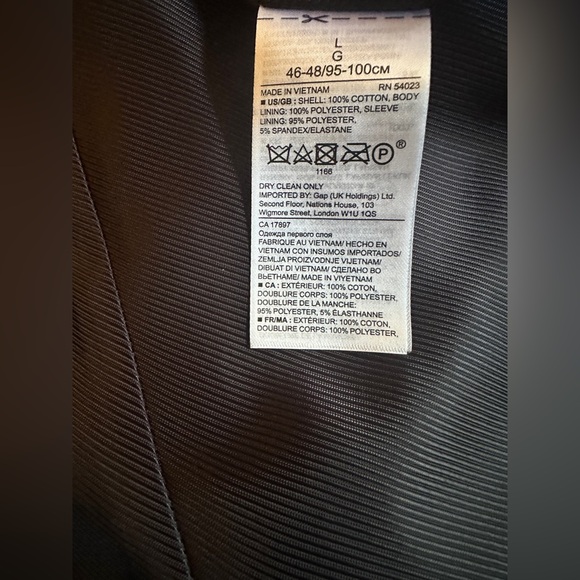 L
G
46-48/95-100CM
MADE IN VIETNAM RN 54023
■ US/GB : SHELL: 100% COTTON, BODY
LINING: 100% POLYESTER, SLEEVE
LINING: 95% POLYESTER,
5% SPANDEX/ELASTANE
P ®
1166
DRY CLEAN ONLY
IMPORTED BY: Gap (UK Holdings) Ltd.
Second Floor, Nations House, 103
Wigmore Street, London W1U 1QS
CA 17897
Одежда первого слоя
FABRIQUÉ AU VIETNAM/ HECHO EN
VIETNAM CON INSUMOS IMPORTADOS/
ZEMLJA PROIZVODNJE VIJETNAM/
DIBUAT DI VIETNAM/ СДЕЛАНО ВО
ВЬЕТНАМЕ/ MADE IN VIYETNAM
■ CA : EXTÉRIEUR: 100% COTON,
DOUBLURE CORPS: 100% POLYESTER,
DOUBLURE DE LA MANCHE:
95% POLYESTER, 5% ÉLASTHANNE
■ FR/MA : EXTÉRIEUR: 100% COTON,
DOUBLURE CORPS: 100% POLYESTER,